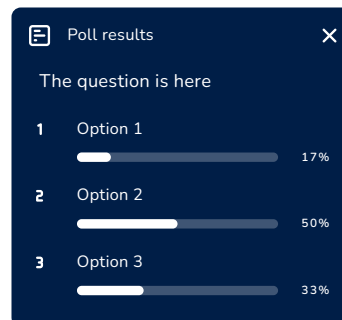 Poll results
The question is here
1 Option 1
17%
2 Option 2
50%
3 Option 3
33%